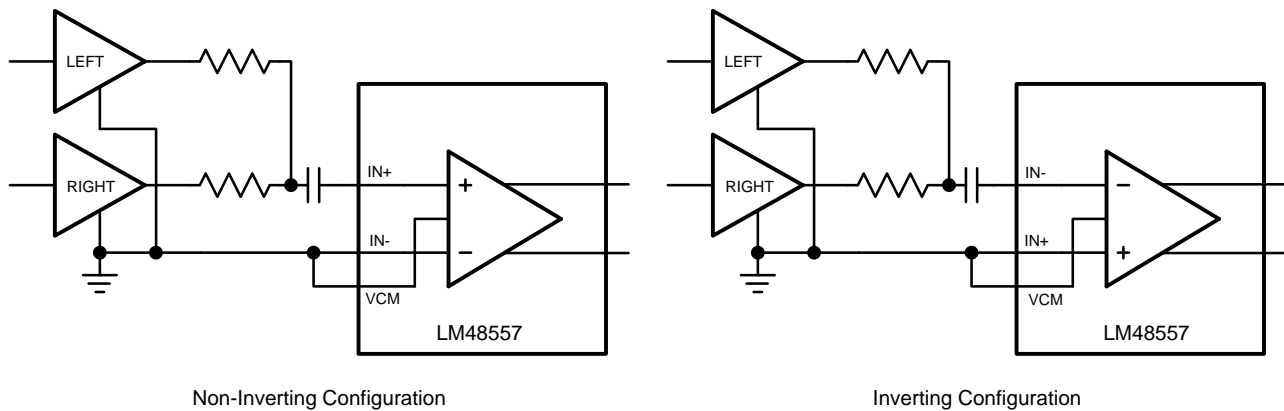 LEFT
RIGHT
IN+
+
IN-
−
VCM
LM48557
Non-Inverting Configuration
LEFT
RIGHT
IN-
−
IN+
+
VCM
LM48557
Inverting Configuration